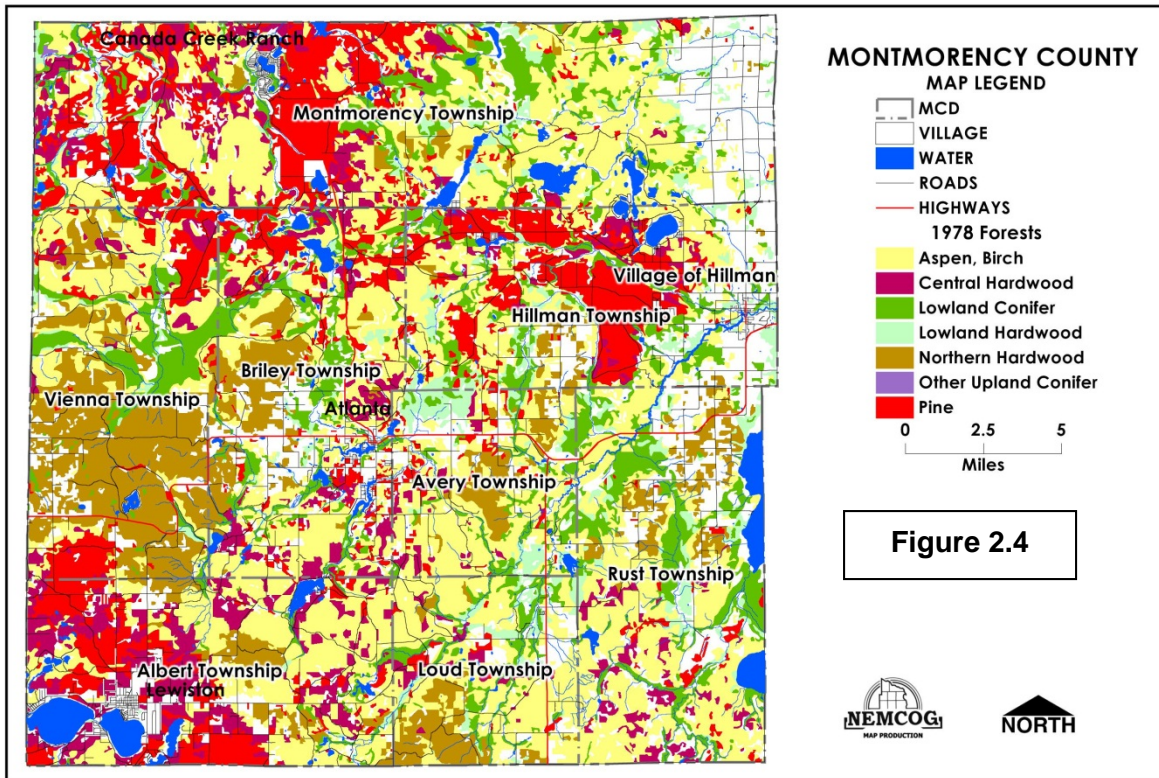 Canada Creek Ranch
Montmorency Township
Village of Hillman
Hillman Township
Briley Township
Vienna Township
Atlanta
Avery Township
Rust Township
Albert Township
Lewiston
Loud Township
MONTMORENCY COUNTY
MAP LEGEND
MCD
VILLAGE
WATER
ROADS
HIGHWAYS
1978 Forests
Aspen, Birch
Central Hardwood
Lowland Conifer
Lowland Hardwood
Northern Hardwood
Other Upland Conifer
Pine
0 2.5 5
Miles
Figure 2.4
NEMCOG
MAP PRODUCTION
NORTH